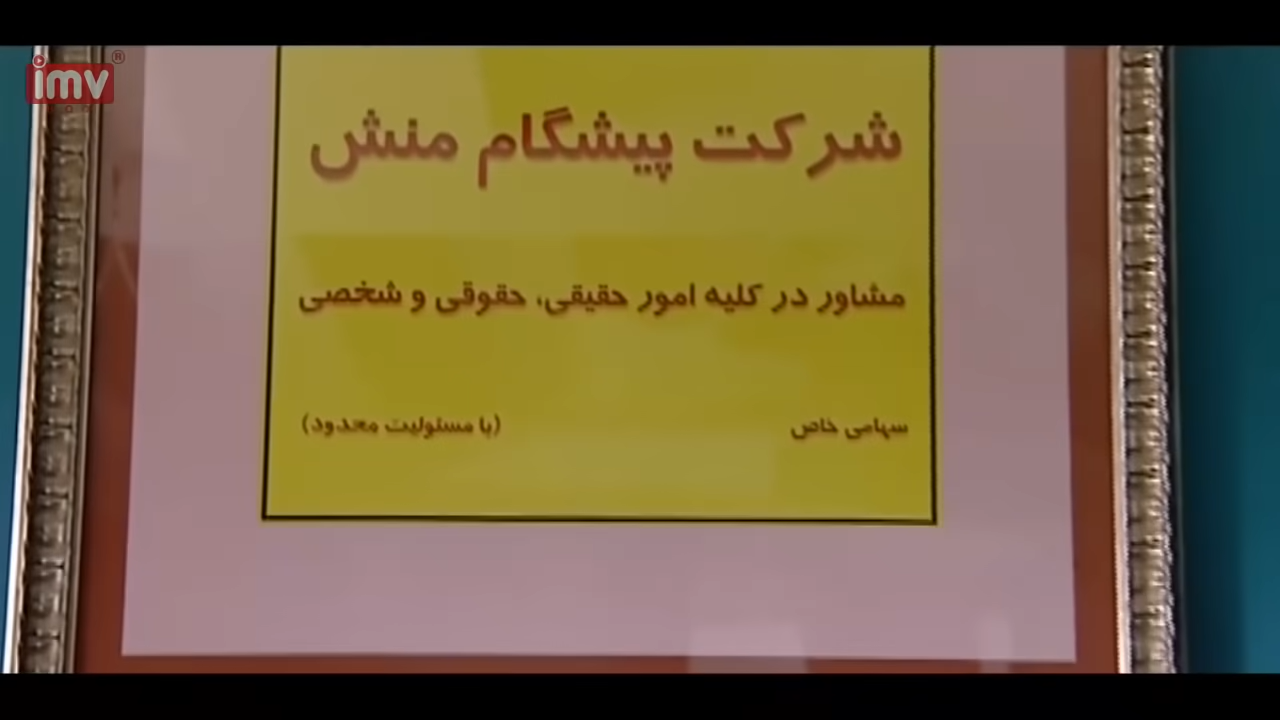 imv®
شرکت پیشگام منش
مشاور در کلیه امور حقیقی، حقوقی و شخصی
سهامی خاص (با مسئولیت محدود)